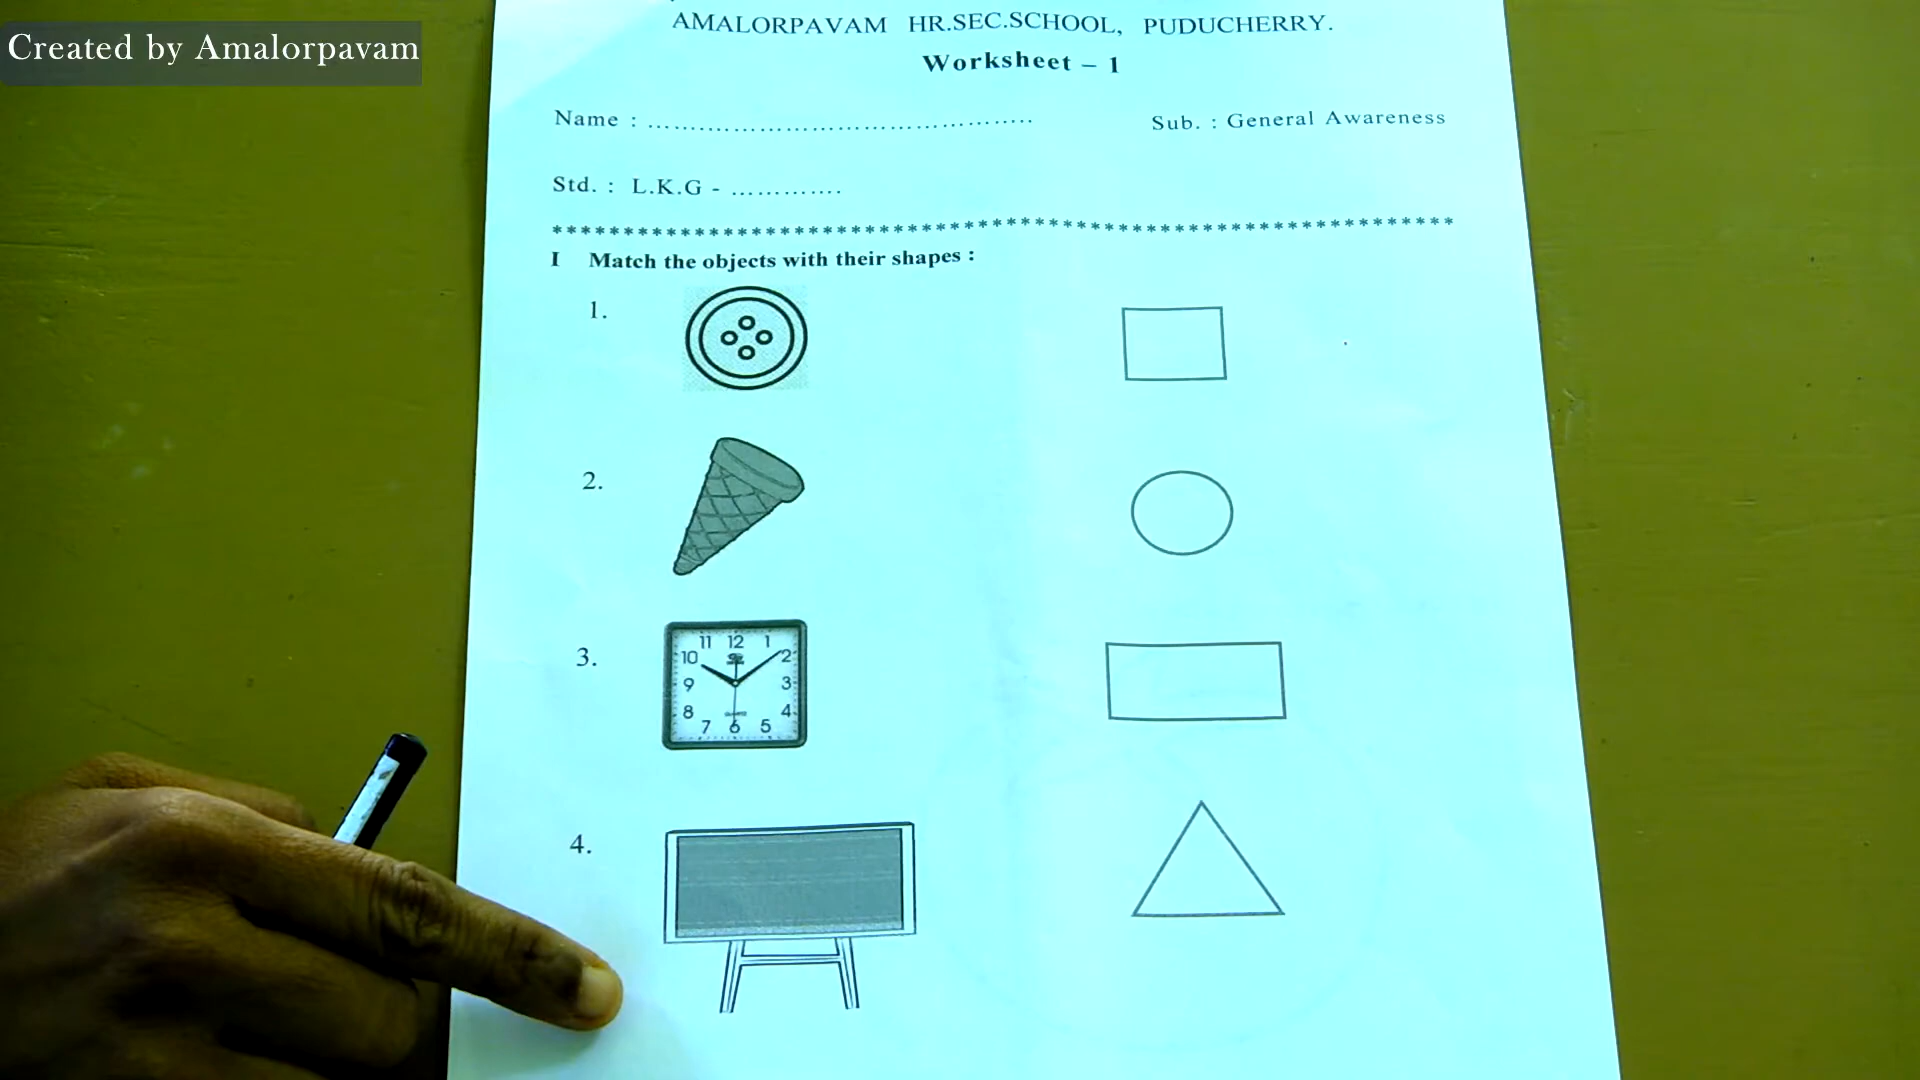 Created by Amalorpavam
AMALORPAVAM HR.SEC.SCHOOL, PUDUCHERRY.
Worksheet – 1
Name : ............................................. Sub. : General Awareness
Std. : L.K.G - .............
****************************************************************
I Match the objects with their shapes :
1.
2.
3.
11 12 1
10 2
9 3
8 4
7 6 5
4.